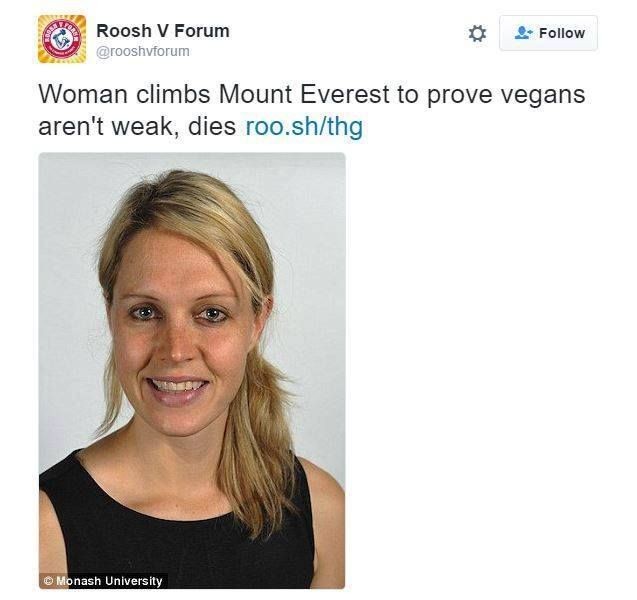 Roosh V Forum
@rooshvforum
Follow
Woman climbs Mount Everest to prove vegans
aren't weak, dies roo.sh/thg
© Monash University